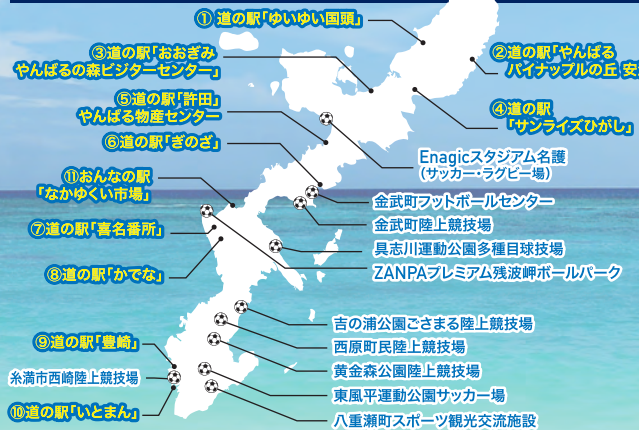 ①道の駅「ゆいゆい国頭」
②道の駅「やんばる
パイナップルの丘 安
③道の駅「おおぎみ
やんばるの森ビジターセンター」
④道の駅
「サンライズひがし」
⑤道の駅「許田」
やんばる物産センター
⑥道の駅「ぎのざ」
Enagicスタジアム名護
(サッカー・ラグビー場)
⑪おんなの駅
「なかゆくい市場」
金武町フットボールセンター
金武町陸上競技場
⑦道の駅「喜名番所」
具志川運動公園多種目球技場
⑧道の駅「かでな」
ZANPAプレミアム残波岬ボールパーク
吉の浦公園ごさまる陸上競技場
⑨道の駅「豊崎」
西原町民陸上競技場
黄金森公園陸上競技場
糸満市西崎陸上競技場
東風平運動公園サッカー場
⑩道の駅「いとまん」
八重瀬町スポーツ観光交流施設